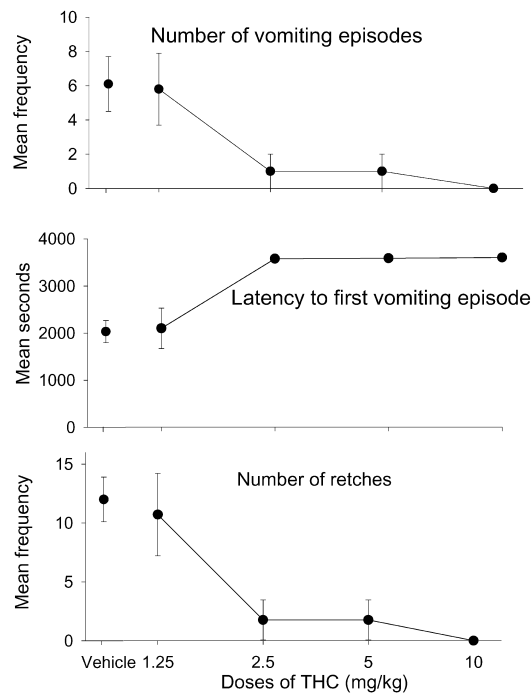 Number of vomiting episodes
Mean frequency
10
8
6
4
2
0
Latency to first vomiting episode
Mean seconds
4000
3000
2000
1000
0
Number of retches
Mean frequency
15
10
5
0
Vehicle 1.25 2.5 5 10
Doses of THC (mg/kg)